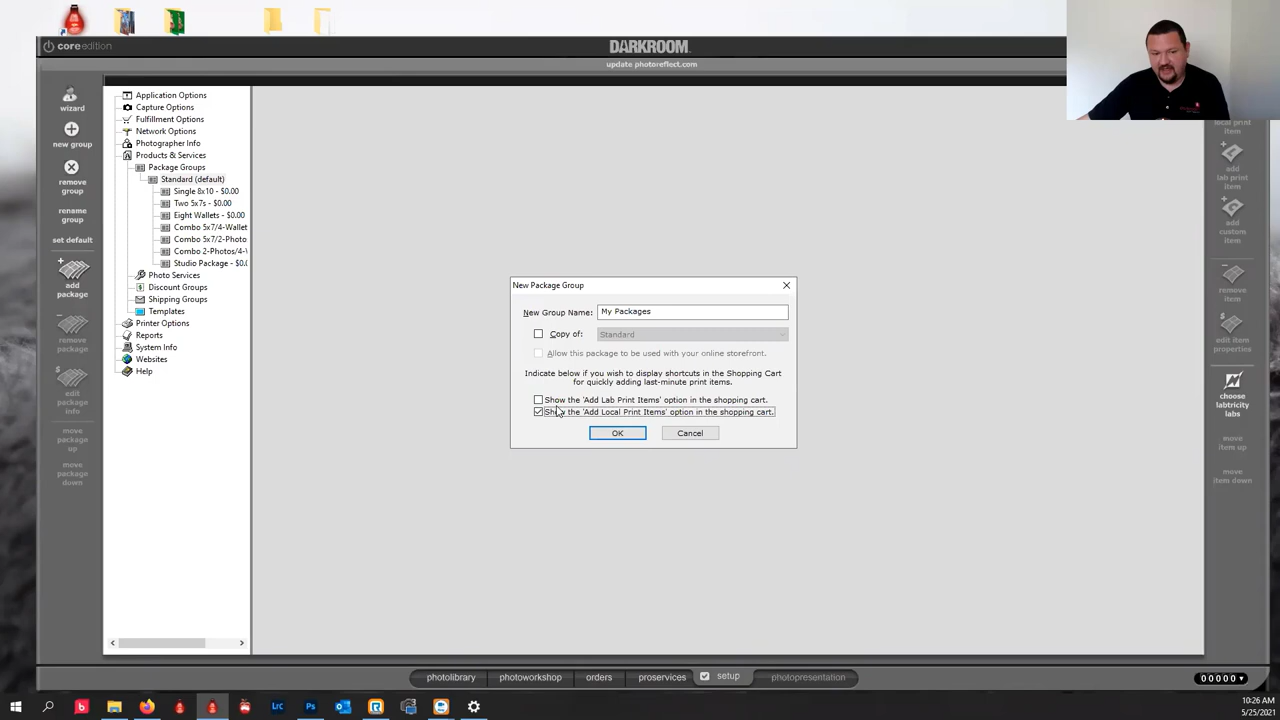 coreedition
DARKROOM
update photoreflect.com
wizard
new group
remove
group
rename
group
set default
add
package
remove
package
edit
info
move
package
up
move
package
down
Application Options
Capture Options
Fulfillment Options
Network Options
Photographer Info
Products & Services
Package Groups
Standard (default)
Single 8x10 - $0.00
Two 5x7s - $0.00
Eight Wallets - $0.00
Combo 5x7/4-Wallet
Combo 5x7/2-Photo
Combo 2-Photos/4-
Studio Package - $0.
Photo Services
Discount Groups
Shipping Groups
Templates
Printer Options
Reports
System Info
Websites
Help
New Package Group
New Group Name: My Packages
Copy of: Standard
Allow this package to be used with your online storefront.
Indicate below if you wish to display shortcuts in the Shopping Cart
for quickly adding last-minute print items.
Show the 'Add Lab Print Items' option in the shopping cart.
Show the 'Add Local Print Items' option in the shopping cart.
OK Cancel
local print
item
add
lab print
item
add
custom
item
remove
item
edit item
properties
choose
labtricity
labs
move
item up
move
item down
photolibrary photoworkshop orders proservices setup photopresentation
00000
Lrc Ps
10:26 AM
5/25/2021